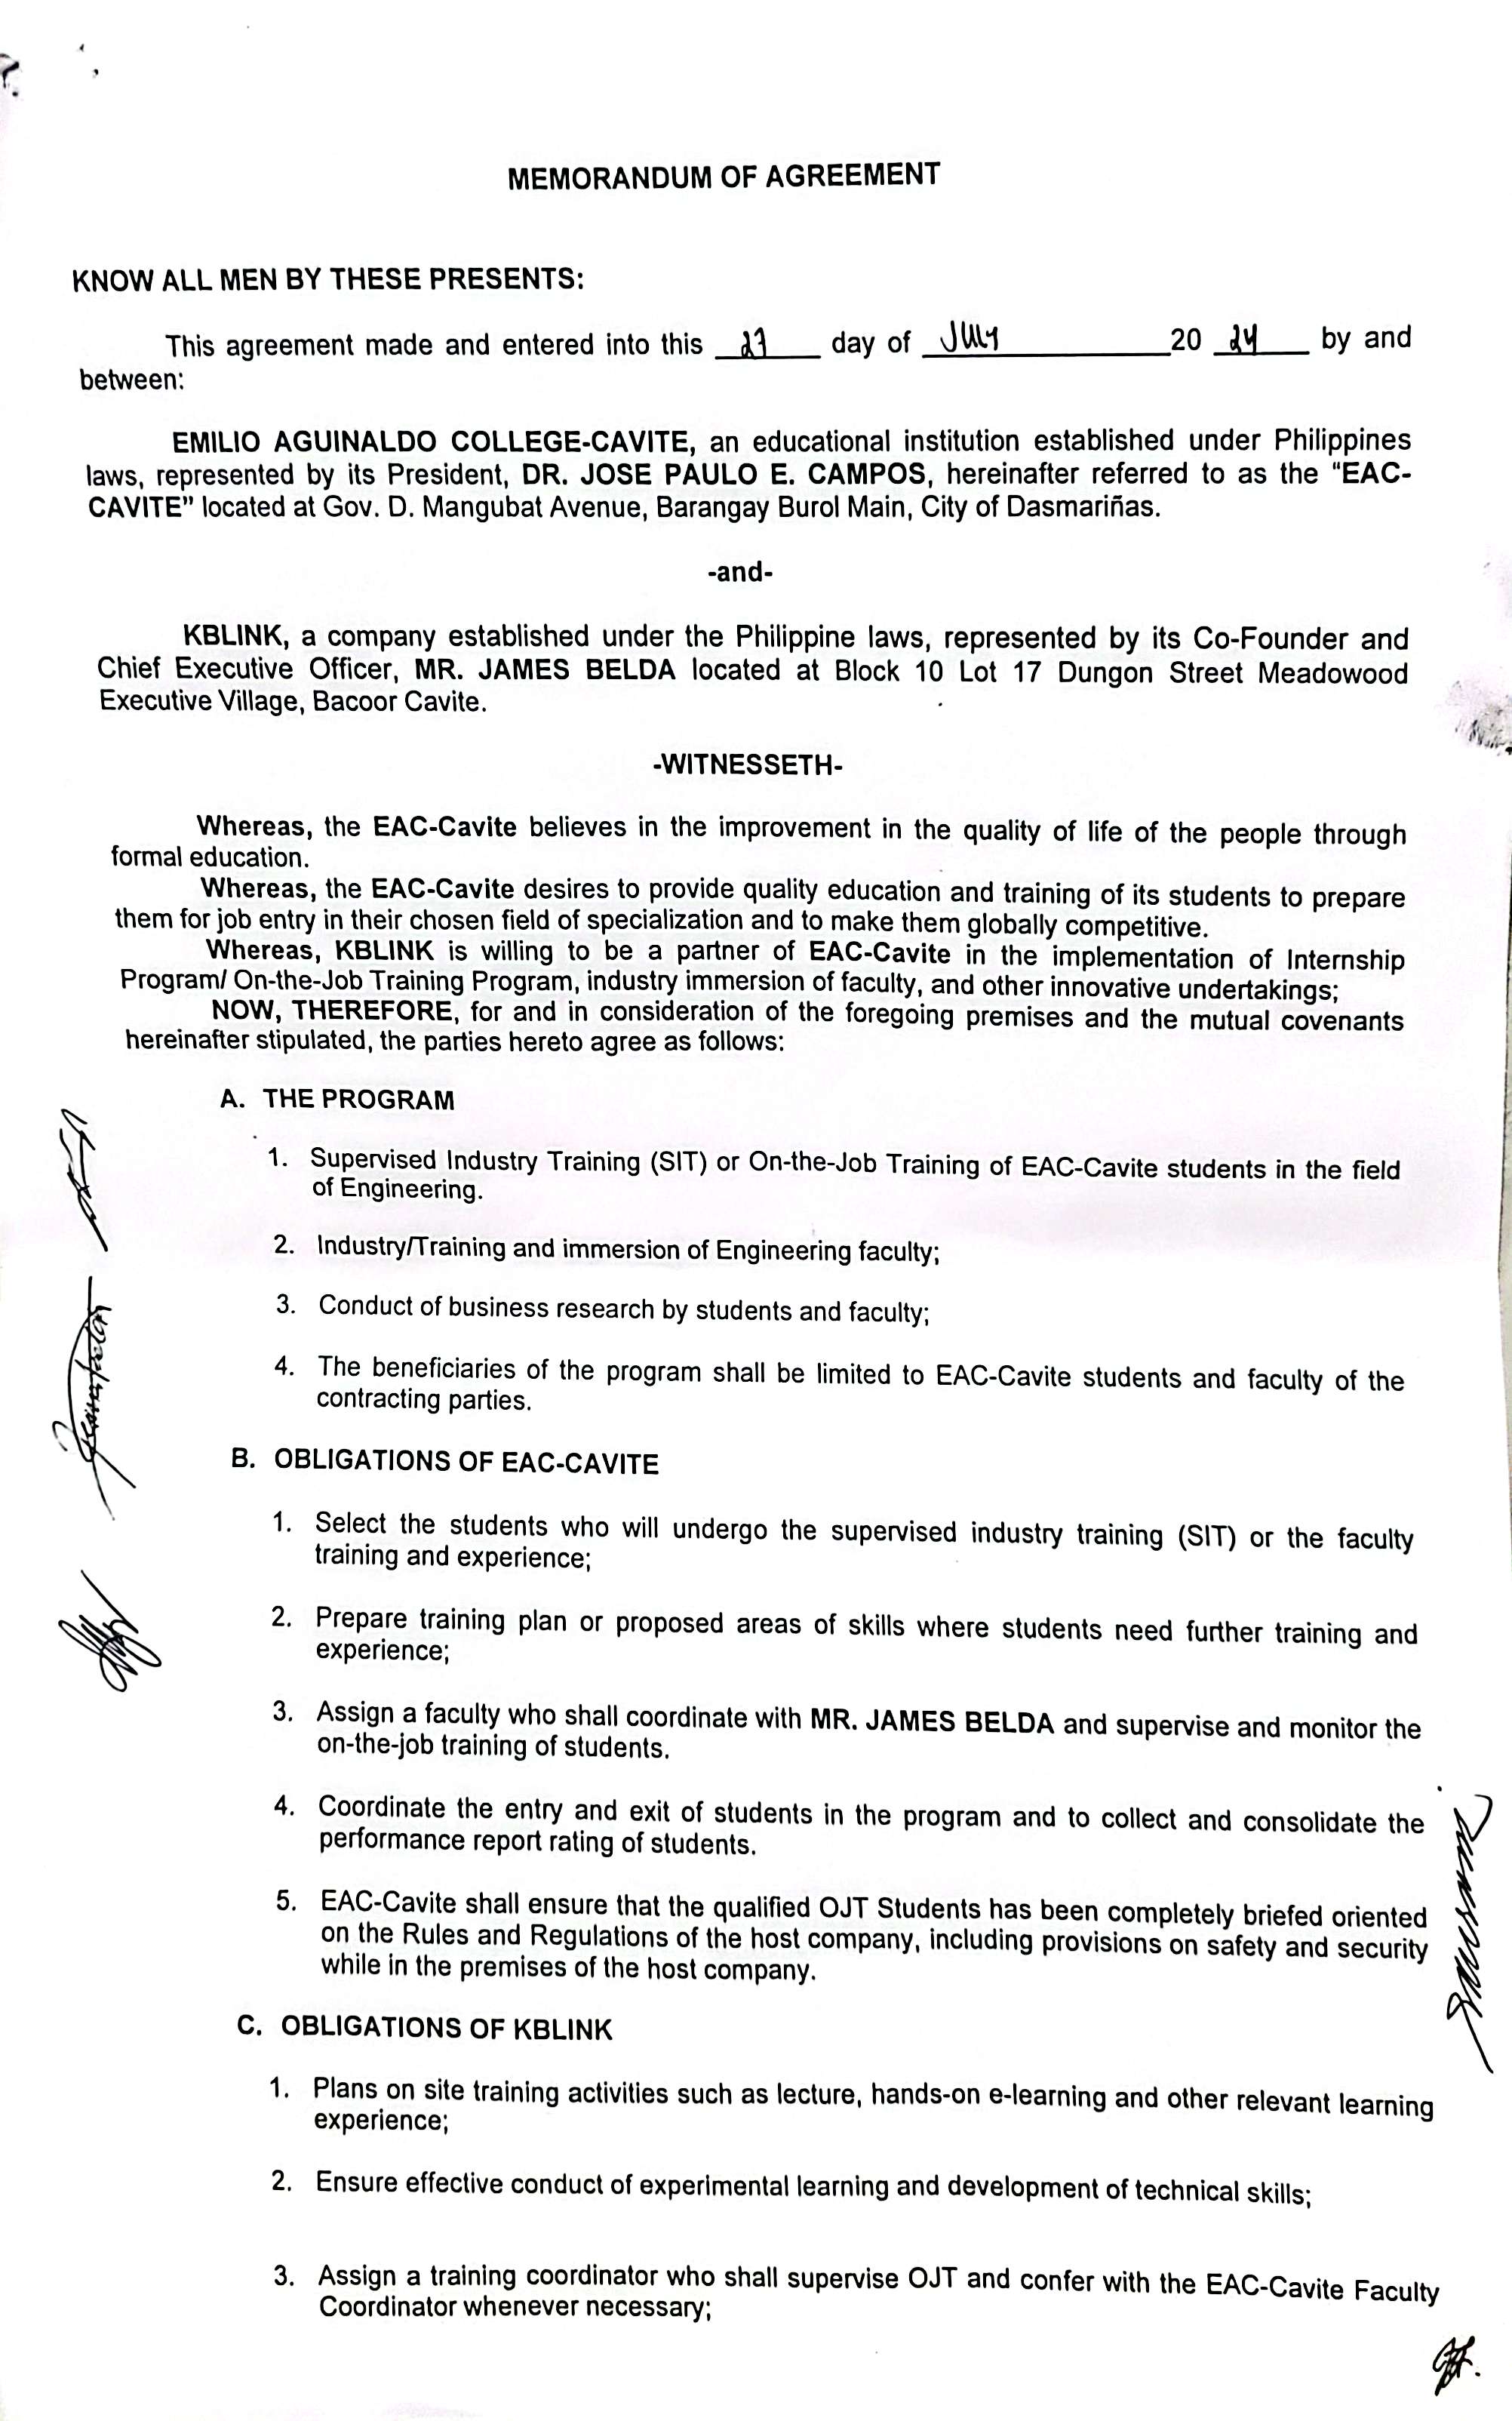 MEMORANDUM OF AGREEMENT
KNOW ALL MEN BY THESE PRESENTS:
This agreement made and entered into this 27 day of July 20 24 by and
between:
EMILIO AGUINALDO COLLEGE-CAVITE, an educational institution established under Philippines
laws, represented by its President, DR. JOSE PAULO E. CAMPOS, hereinafter referred to as the “EAC-
CAVITE” located at Gov. D. Mangubat Avenue, Barangay Burol Main, City of Dasmariñas.
-and-
KBLINK, a company established under the Philippine laws, represented by its Co-Founder and
Chief Executive Officer, MR. JAMES BELDA located at Block 10 Lot 17 Dungon Street Meadowood
Executive Village, Bacoor Cavite.
-WITNESSETH-
Whereas, the EAC-Cavite believes in the improvement in the quality of life of the people through
formal education.
Whereas, the EAC-Cavite desires to provide quality education and training of its students to prepare
them for job entry in their chosen field of specialization and to make them globally competitive.
Whereas, KBLINK is willing to be a partner of EAC-Cavite in the implementation of Internship
Program/ On-the-Job Training Program, industry immersion of faculty, and other innovative undertakings;
NOW, THEREFORE, for and in consideration of the foregoing premises and the mutual covenants
hereinafter stipulated, the parties hereto agree as follows:
A. THE PROGRAM
1. Supervised Industry Training (SIT) or On-the-Job Training of EAC-Cavite students in the field
of Engineering.
2. Industry/Training and immersion of Engineering faculty;
3. Conduct of business research by students and faculty;
4. The beneficiaries of the program shall be limited to EAC-Cavite students and faculty of the
contracting parties.
B. OBLIGATIONS OF EAC-CAVITE
1. Select the students who will undergo the supervised industry training (SIT) or the faculty
training and experience;
2. Prepare training plan or proposed areas of skills where students need further training and
experience;
3. Assign a faculty who shall coordinate with MR. JAMES BELDA and supervise and monitor the
on-the-job training of students.
4. Coordinate the entry and exit of students in the program and to collect and consolidate the
performance report rating of students.
5. EAC-Cavite shall ensure that the qualified OJT Students has been completely briefed oriented
on the Rules and Regulations of the host company, including provisions on safety and security
while in the premises of the host company.
C. OBLIGATIONS OF KBLINK
1. Plans on site training activities such as lecture, hands-on e-learning and other relevant learning
experience;
2. Ensure effective conduct of experimental learning and development of technical skills;
3. Assign a training coordinator who shall supervise OJT and confer with the EAC-Cavite Faculty
Coordinator whenever necessary;